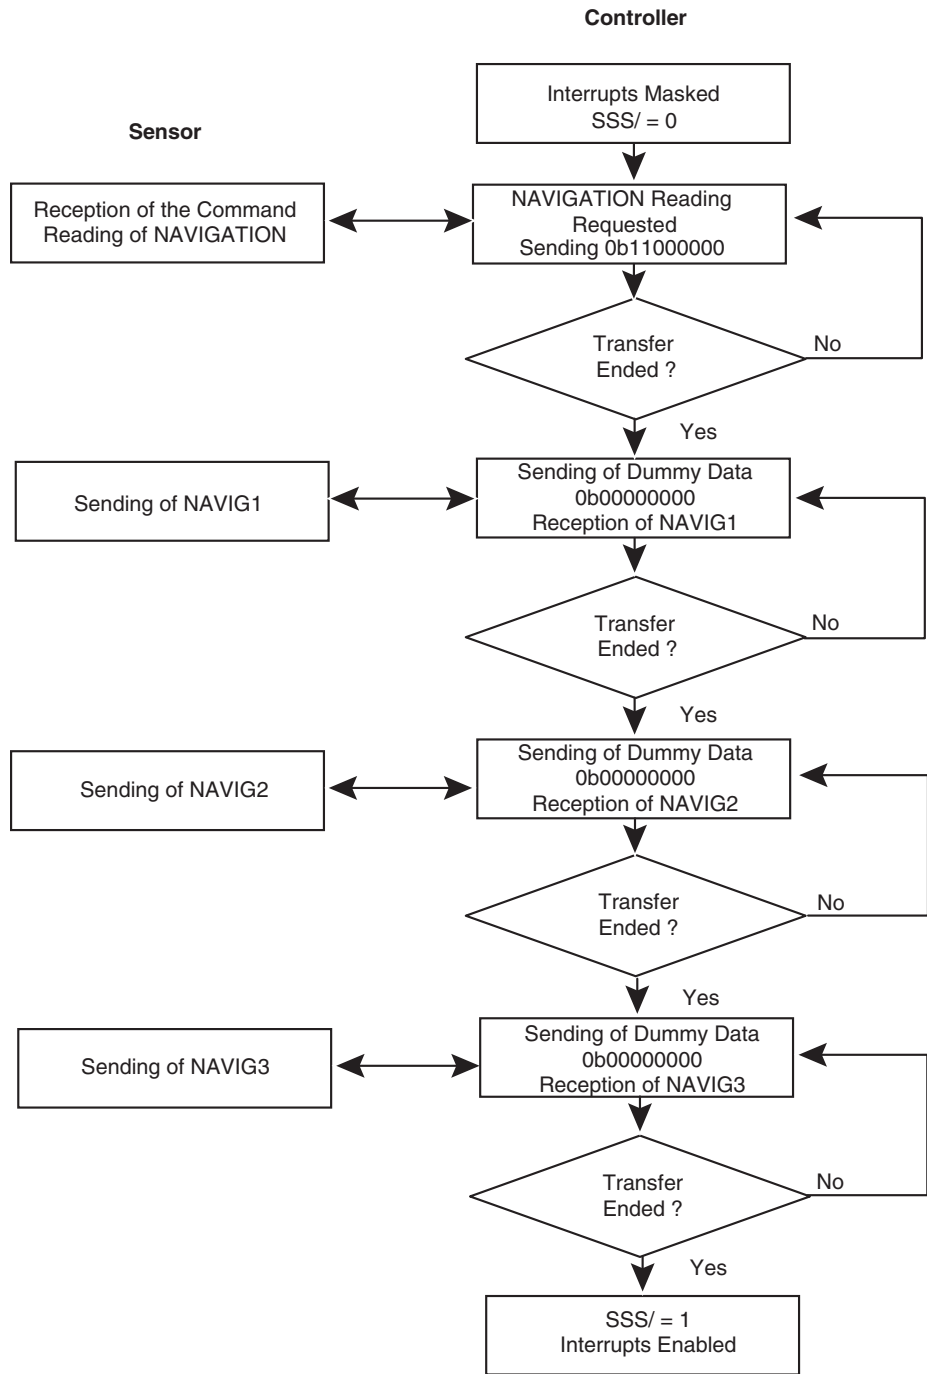 Controller
Interrupts Masked
SSS/ = 0
Sensor
Reception of the Command
Reading of NAVIGATION
NAVIGATION Reading
Requested
Sending 0b11000000
Transfer
Ended ?
No
Yes
Sending of NAVIG1
Sending of Dummy Data
0b00000000
Reception of NAVIG1
Transfer
Ended ?
No
Yes
Sending of NAVIG2
Sending of Dummy Data
0b00000000
Reception of NAVIG2
Transfer
Ended ?
No
Yes
Sending of NAVIG3
Sending of Dummy Data
0b00000000
Reception of NAVIG3
Transfer
Ended ?
No
Yes
SSS/ = 1
Interrupts Enabled